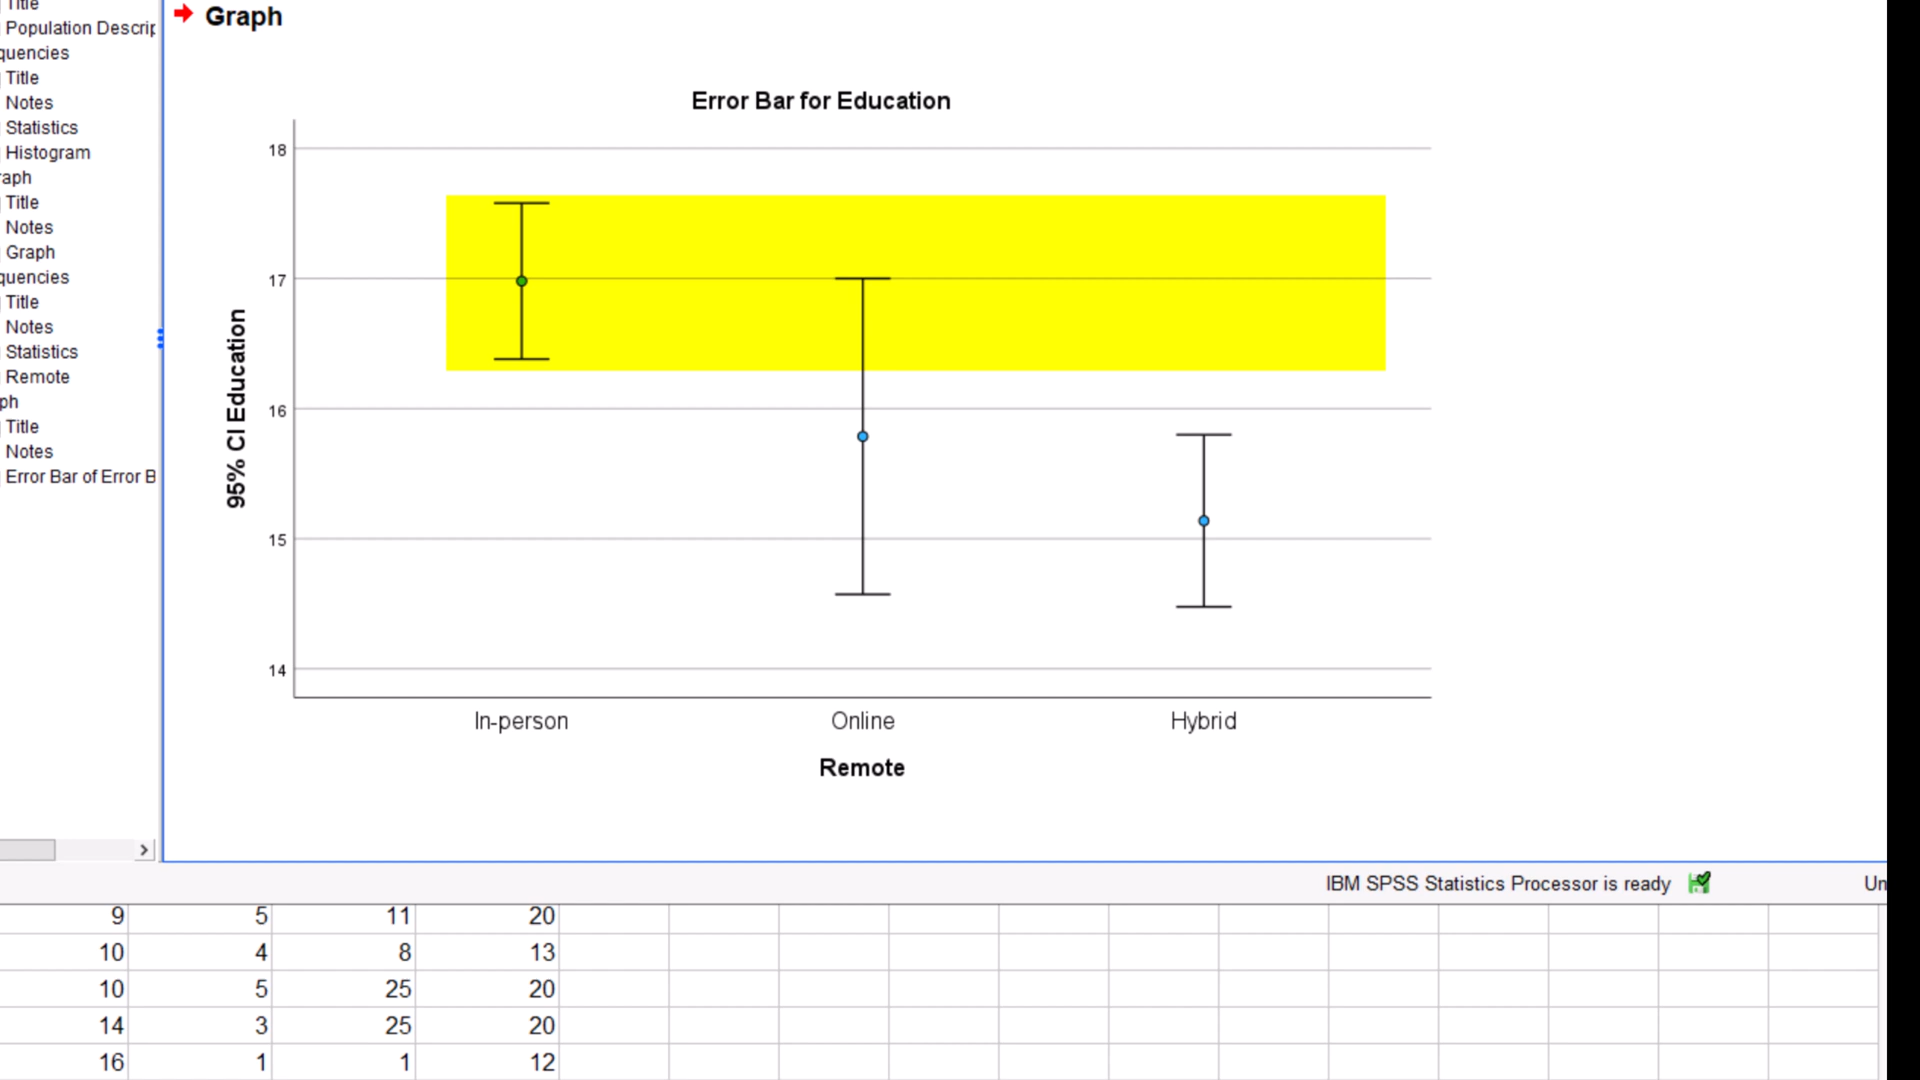 Title
Population Descrip
quencies
Title
Notes
Statistics
Histogram
raph
Title
Notes
Graph
quencies
Title
Notes
Statistics
Remote
ph
Title
Notes
Error Bar of Error B
Graph
Error Bar for Education
18
17
16
15
14
95% CI Education
In-person Online Hybrid
Remote
IBM SPSS Statistics Processor is ready Un
9 5 11 20
10 4 8 13
10 5 25 20
14 3 25 20
16 1 1 12